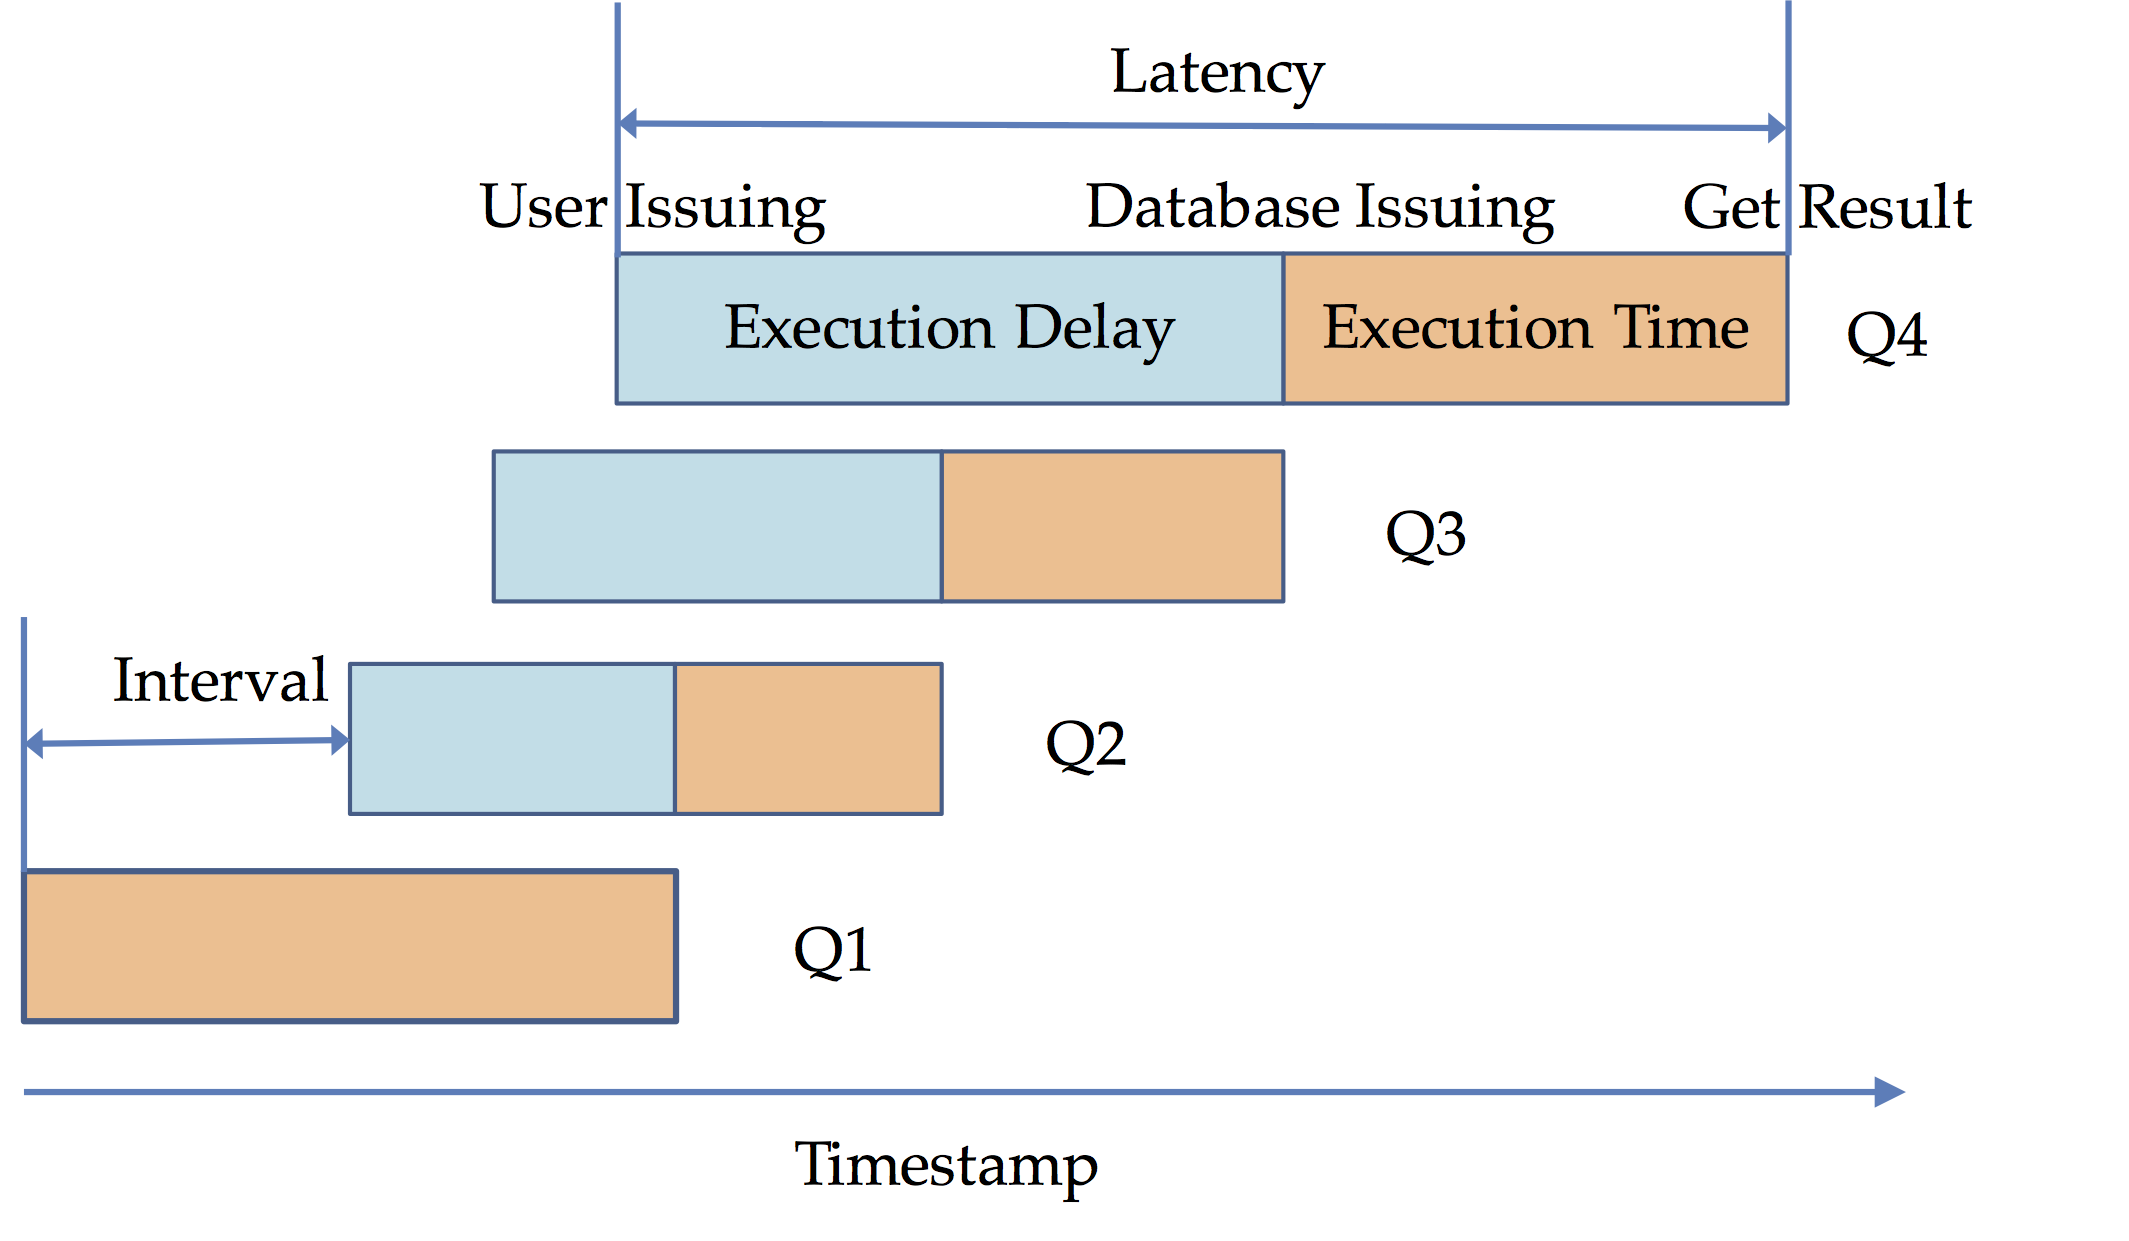 Latency
User Issuing
Database Issuing
Get Result
Execution Delay
Execution Time
Q4
Q3
Interval
Q2
Q1
Timestamp